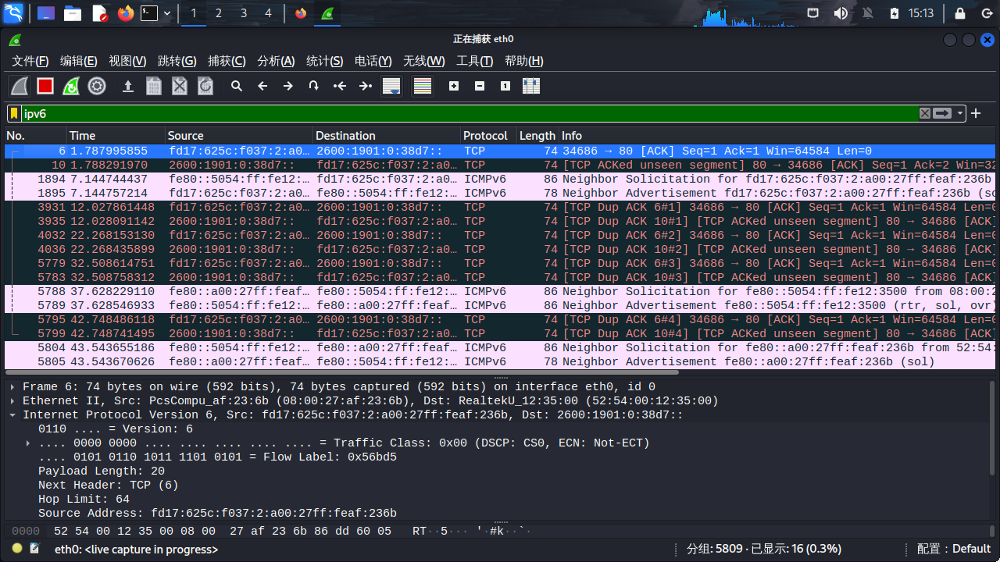 1 2 3 4 15:13
正在捕获 eth0
文件(F) 编辑(E) 视图(V) 跳转(G) 捕获(C) 分析(A) 统计(S) 电话(Y) 无线(W) 工具(T) 帮助(H)
ipv6
No. Time Source Destination Protocol Length Info
6 1.787995855 fd17:625c:f037:2:a0… 2600:1901:0:38d7:: TCP 74 34686 → 80 [ACK] Seq=1 Ack=1 Win=64584 Len=0
10 1.788291970 2600:1901:0:38d7:: fd17:625c:f037:2:a0… TCP 74 [TCP ACKed unseen segment] 80 → 34686 [ACK] Seq=1 Ack=2 Win=32
1894 7.144744437 fe80::5054:ff:fe12:… fd17:625c:f037:2:a0… ICMPv6 86 Neighbor Solicitation for fd17:625c:f037:2:a00:27ff:feaf:236b
1895 7.144757214 fd17:625c:f037:2:a0… fe80::5054:ff:fe12:… ICMPv6 78 Neighbor Advertisement fd17:625c:f037:2:a00:27ff:feaf:236b (so
3931 12.027861448 fd17:625c:f037:2:a0… 2600:1901:0:38d7:: TCP 74 [TCP Dup ACK 6#1] 34686 → 80 [ACK] Seq=1 Ack=1 Win=64584 Len=0
3935 12.028091142 2600:1901:0:38d7:: fd17:625c:f037:2:a0… TCP 74 [TCP Dup ACK 10#1] [TCP ACKed unseen segment] 80 → 34686 [ACK]
4032 22.268153130 fd17:625c:f037:2:a0… 2600:1901:0:38d7:: TCP 74 [TCP Dup ACK 6#2] 34686 → 80 [ACK] Seq=1 Ack=1 Win=64584 Len=0
4036 22.268435899 2600:1901:0:38d7:: fd17:625c:f037:2:a0… TCP 74 [TCP Dup ACK 10#2] [TCP ACKed unseen segment] 80 → 34686 [ACK]
5779 32.508614751 fd17:625c:f037:2:a0… 2600:1901:0:38d7:: TCP 74 [TCP Dup ACK 6#3] 34686 → 80 [ACK] Seq=1 Ack=1 Win=64584 Len=0
5783 32.508758312 2600:1901:0:38d7:: fd17:625c:f037:2:a0… TCP 74 [TCP Dup ACK 10#3] [TCP ACKed unseen segment] 80 → 34686 [ACK]
5788 37.628229110 fe80::a00:27ff:feaf… fe80::5054:ff:fe12:… ICMPv6 86 Neighbor Solicitation for fe80::5054:ff:fe12:3500 from 08:00:2
5789 37.628546933 fe80::5054:ff:fe12:… fe80::a00:27ff:feaf… ICMPv6 86 Neighbor Advertisement fe80::5054:ff:fe12:3500 (rtr, sol, ovr)
5795 42.748486118 fd17:625c:f037:2:a0… 2600:1901:0:38d7:: TCP 74 [TCP Dup ACK 6#4] 34686 → 80 [ACK] Seq=1 Ack=1 Win=64584 Len=0
5799 42.748741495 2600:1901:0:38d7:: fd17:625c:f037:2:a0… TCP 74 [TCP Dup ACK 10#4] [TCP ACKed unseen segment] 80 → 34686 [ACK]
5804 43.543655186 fe80::5054:ff:fe12:… fe80::a00:27ff:feaf… ICMPv6 86 Neighbor Solicitation for fe80::a00:27ff:feaf:236b from 52:54:
5805 43.543670626 fe80::a00:27ff:feaf… fe80::5054:ff:fe12:… ICMPv6 78 Neighbor Advertisement fe80::a00:27ff:feaf:236b (sol)
Frame 6: 74 bytes on wire (592 bits), 74 bytes captured (592 bits) on interface eth0, id 0
Ethernet II, Src: PcsCompu_af:23:6b (08:00:27:af:23:6b), Dst: RealtekU_12:35:00 (52:54:00:12:35:00)
Internet Protocol Version 6, Src: fd17:625c:f037:2:a00:27ff:feaf:236b, Dst: 2600:1901:0:38d7::
0110 .... = Version: 6
.... 0000 0000 .... .... .... .... .... = Traffic Class: 0x00 (DSCP: CS0, ECN: Not-ECT)
.... 0101 0110 1011 1101 0101 = Flow Label: 0x56bd5
Payload Length: 20
Next Header: TCP (6)
Hop Limit: 64
Source Address: fd17:625c:f037:2:a00:27ff:feaf:236b
0000 52 54 00 12 35 00 08 00 27 af 23 6b 86 dd 60 05 RT··5··· '·#k··`·
eth0: <live capture in progress> 分组: 5809 · 已显示: 16 (0.3%) 配置：Default